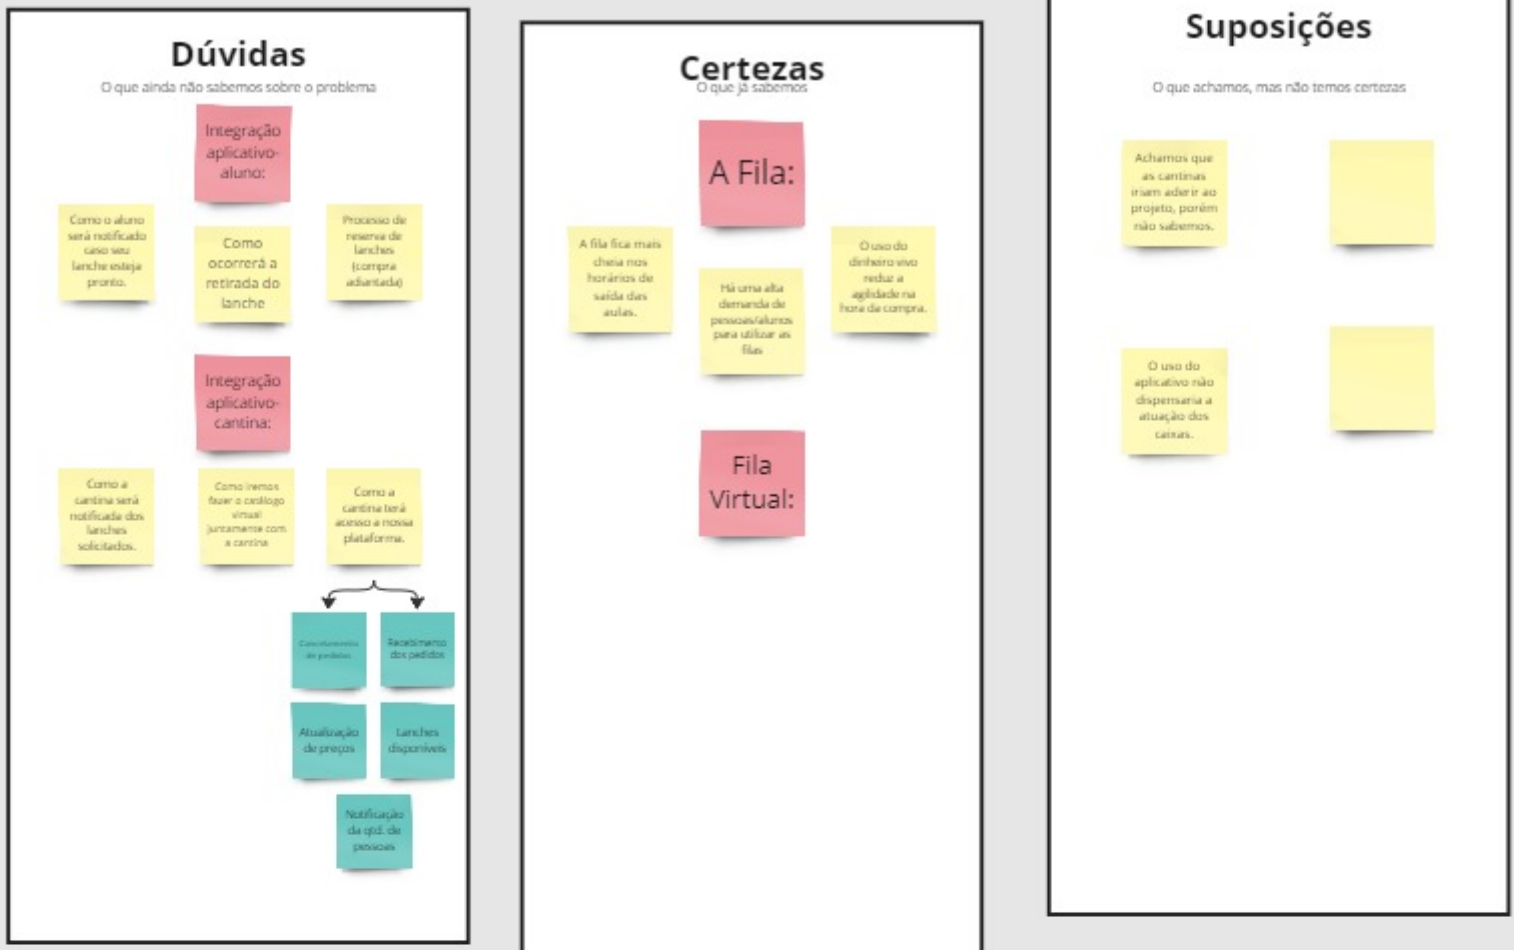 Dúvidas
O que ainda não sabemos sobre o problema
Integração
aplicativo-
aluno:
Como o aluno
será notificado
caso seu
lanche esteja
pronto.
Como
ocorrerá a
retirada do
lanche
Processo de
reserva de
lanches
(compra
adiantada)
Integração
aplicativo-
cantina:
Como a
cantina será
notificada dos
lanches
solicitados.
Como iremos
fazer o catálogo
virtual
juntamente com
a cantina
Como a
cantina terá
acesso a nossa
plataforma.
Cancelamento
de pedidos
Recebimento
dos pedidos
Atualização
de preços
Lanches
disponíveis
Notificação
da qtd. de
pessoas
Certezas
O que já sabemos
A Fila:
A fila fica mais
cheia nos
horários de
saída das
aulas.
Há uma alta
demanda de
pessoas/alunos
para utilizar as
filas
O uso do
dinheiro vivo
reduz a
agilidade na
hora da compra.
Fila
Virtual:
Suposições
O que achamos, mas não temos certezas
Achamos que
as cantinas
iriam aderir ao
projeto, porém
não sabemos.
O uso do
aplicativo não
dispensaria a
atuação dos
caixas.